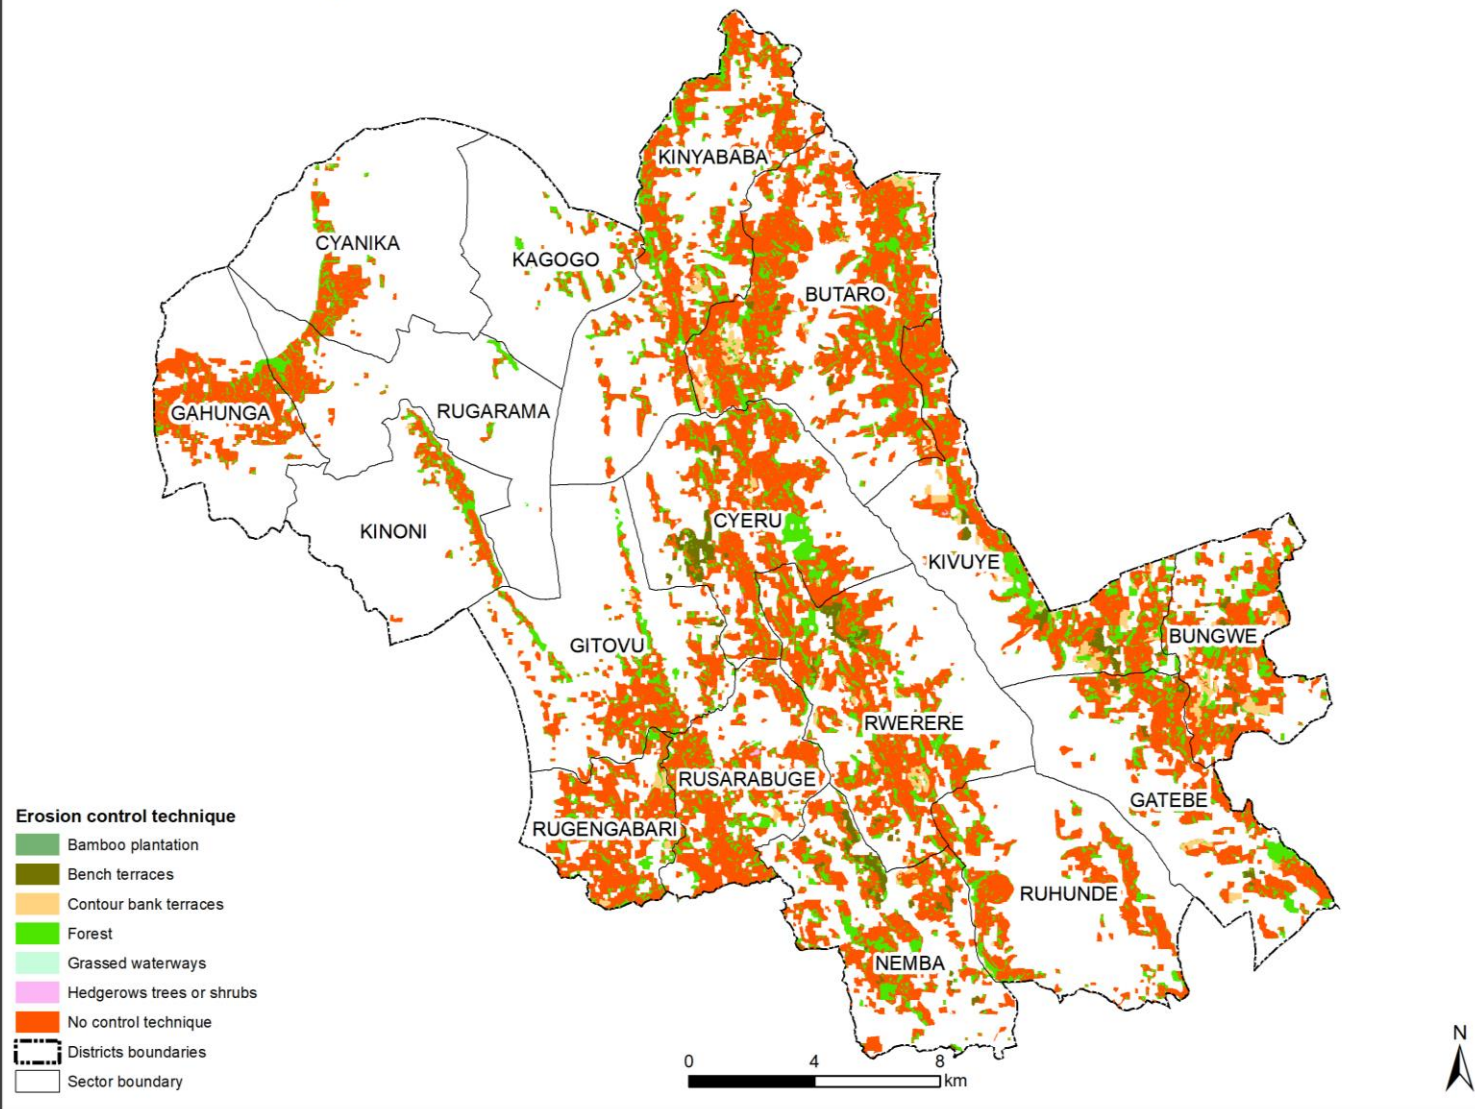 KINYABABA
CYANIKA
KAGOGO
BUTARO
GAHUNGA
RUGARAMA
CYERU
KINONI
KIVUYE
BUNGWE
GITOVU
RWERERE
RUSARABUGE
GATEBE
RUGENGABARI
RUHUNDE
NEMBA
Erosion control technique
Bamboo plantation
Bench terraces
Contour bank terraces
Forest
Grassed waterways
Hedgerows trees or shrubs
No control technique
Districts boundaries
Sector boundary
0 4 8
km
N